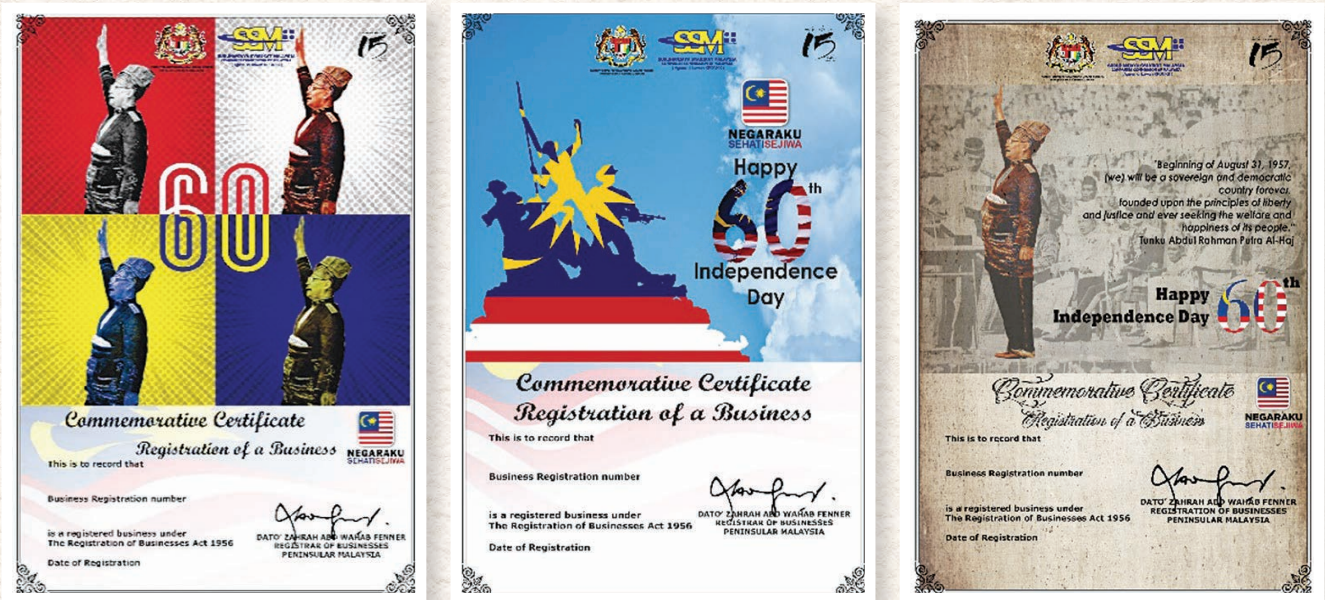 SSM
15
60
Commemorative Certificate
Registration of a Business
NEGARAKU
SEHATISEJIWA
This is to record that
Business Registration number
is a registered business under
The Registration of Businesses Act 1956
Date of Registration
DATO' ZAHRAH ABD WAHAB FENNER
REGISTRAR OF BUSINESSES
PENINSULAR MALAYSIA
SSM
15
NEGARAKU
SEHATISEJIWA
Happy
60th
Independence
Day
Commemorative Certificate
Registration of a Business
This is to record that
Business Registration number
is a registered business under
The Registration of Businesses Act 1956
Date of Registration
DATO' ZAHRAH ABD WAHAB FENNER
REGISTRAR OF BUSINESSES
PENINSULAR MALAYSIA
SSM
15
"Beginning of August 31, 1957,
(we) will be a sovereign and democratic
country forever,
founded upon the principles of liberty
and justice and ever seeking the welfare and
happiness of its people."
Tunku Abdul Rahman Putra Al-Haj
Happy
Independence Day 60th
Commemorative Certificate
Registration of a Business
NEGARAKU
SEHATISEJIWA
This is to record that
Business Registration number
is a registered business under
The Registration of Businesses Act 1956
Date of Registration
DATO' ZAHRAH ABD WAHAB FENNER
REGISTRATION OF BUSINESSES
PENINSULAR MALAYSIA